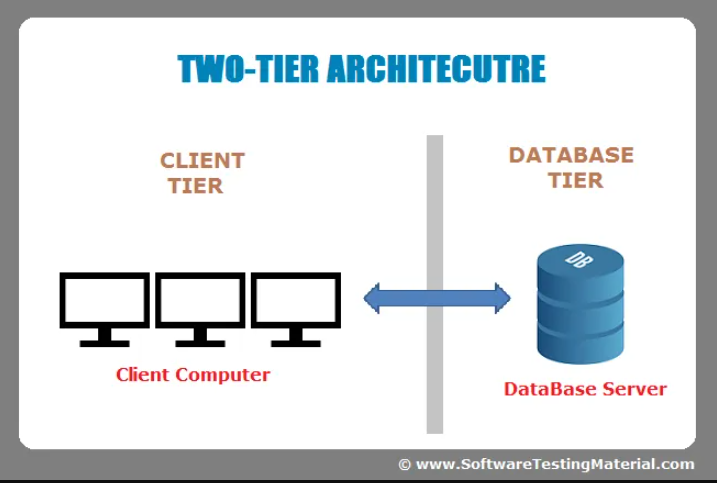 TWO-TIER ARCHITECUTRE
CLIENT
TIER
DATABASE
TIER
DB
Client Computer
DataBase Server
© www.SoftwareTestingMaterial.com